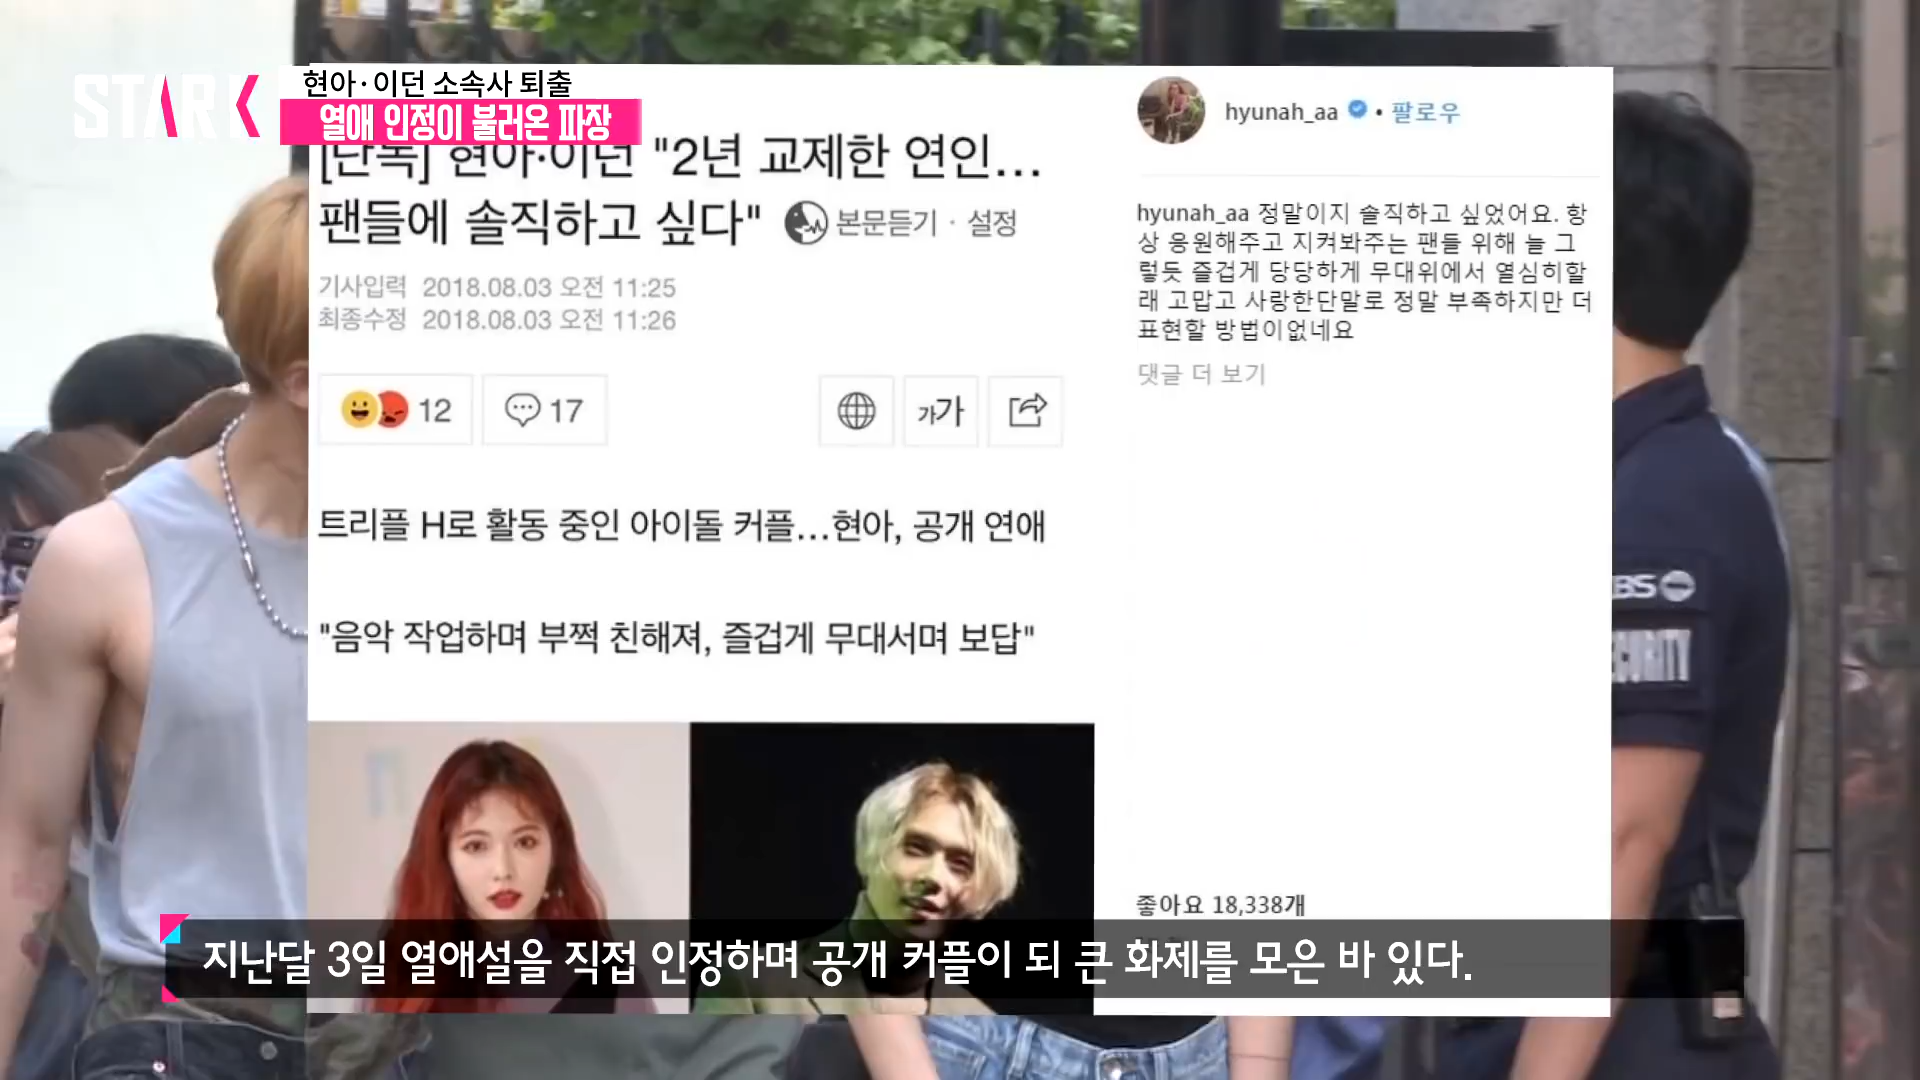 STARK
현아·이던 소속사 퇴출
열애 인정이 불러온 파장
[단독] 현아·이던 "2년 교제한 연인...
팬들에 솔직하고 싶다" 본문듣기 · 설정
기사입력 2018.08.03 오전 11:25
최종수정 2018.08.03 오전 11:26
12 17 가가
트리플 H로 활동 중인 아이돌 커플...현아, 공개 연애
"음악 작업하며 부쩍 친해져, 즐겁게 무대서며 보답"
hyunah_aa • 팔로우
hyunah_aa 정말이지 솔직하고 싶었어요. 항
상 응원해주고 지켜봐주는 팬들 위해 늘 그
렇듯 즐겁게 당당하게 무대위에서 열심히할
래 고맙고 사랑한단말로 정말 부족하지만 더
표현할 방법이없네요
댓글 더 보기
좋아요 18,338개
BS
CURITY
지난달 3일 열애설을 직접 인정하며 공개 커플이 되 큰 화제를 모은 바 있다.